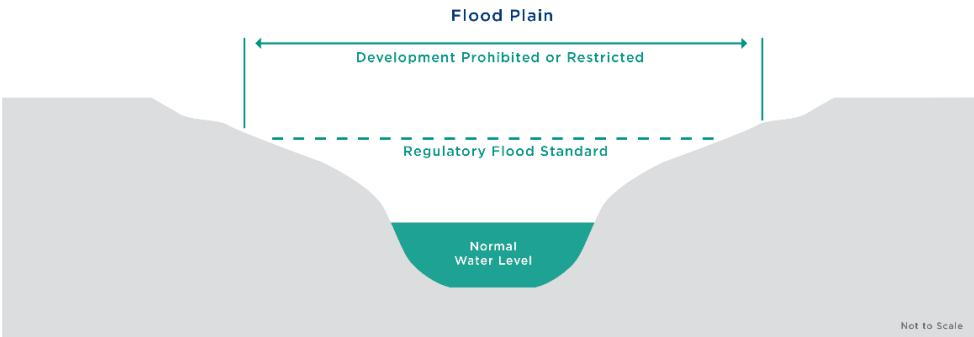 Flood Plain
Development Prohibited or Restricted
Regulatory Flood Standard
Normal
Water Level
Not to Scale